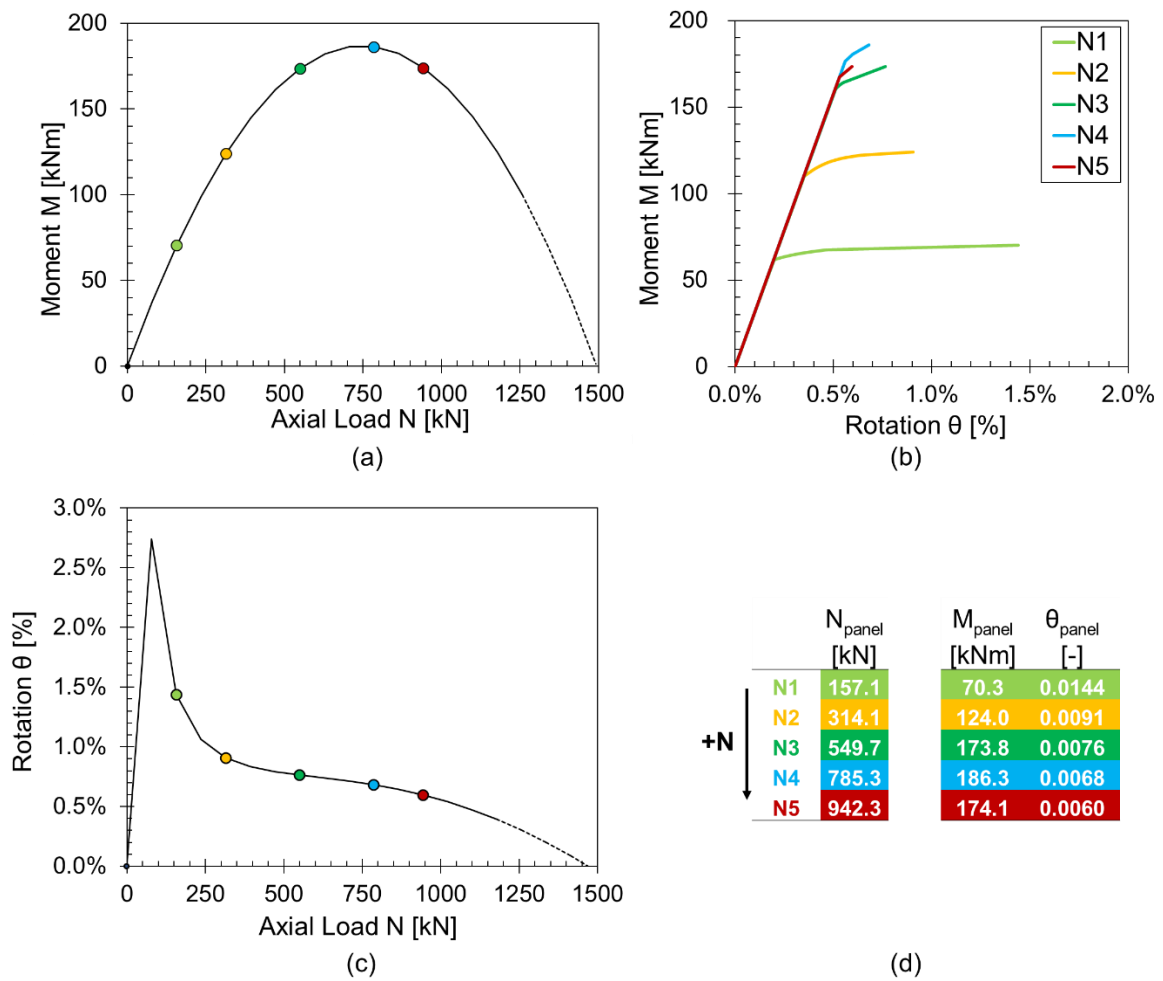 200
150
100
50
0
Moment M [kNm]
0 250 500 750 1000 1250 1500
Axial Load N [kN]
(a)
200
150
100
50
0
Moment M [kNm]
N1
N2
N3
N4
N5
0.0% 0.5% 1.0% 1.5% 2.0%
Rotation θ [%]
(b)
3.0%
2.5%
2.0%
1.5%
1.0%
0.5%
0.0%
Rotation θ [%]
0 250 500 750 1000 1250 1500
Axial Load N [kN]
(c)
Npanel Mpanel θpanel
[kN] [kNm] [-]
N1 157.1 70.3 0.0144
N2 314.1 124.0 0.0091
+N
N3 549.7 173.8 0.0076
N4 785.3 186.3 0.0068
N5 942.3 174.1 0.0060
(d)